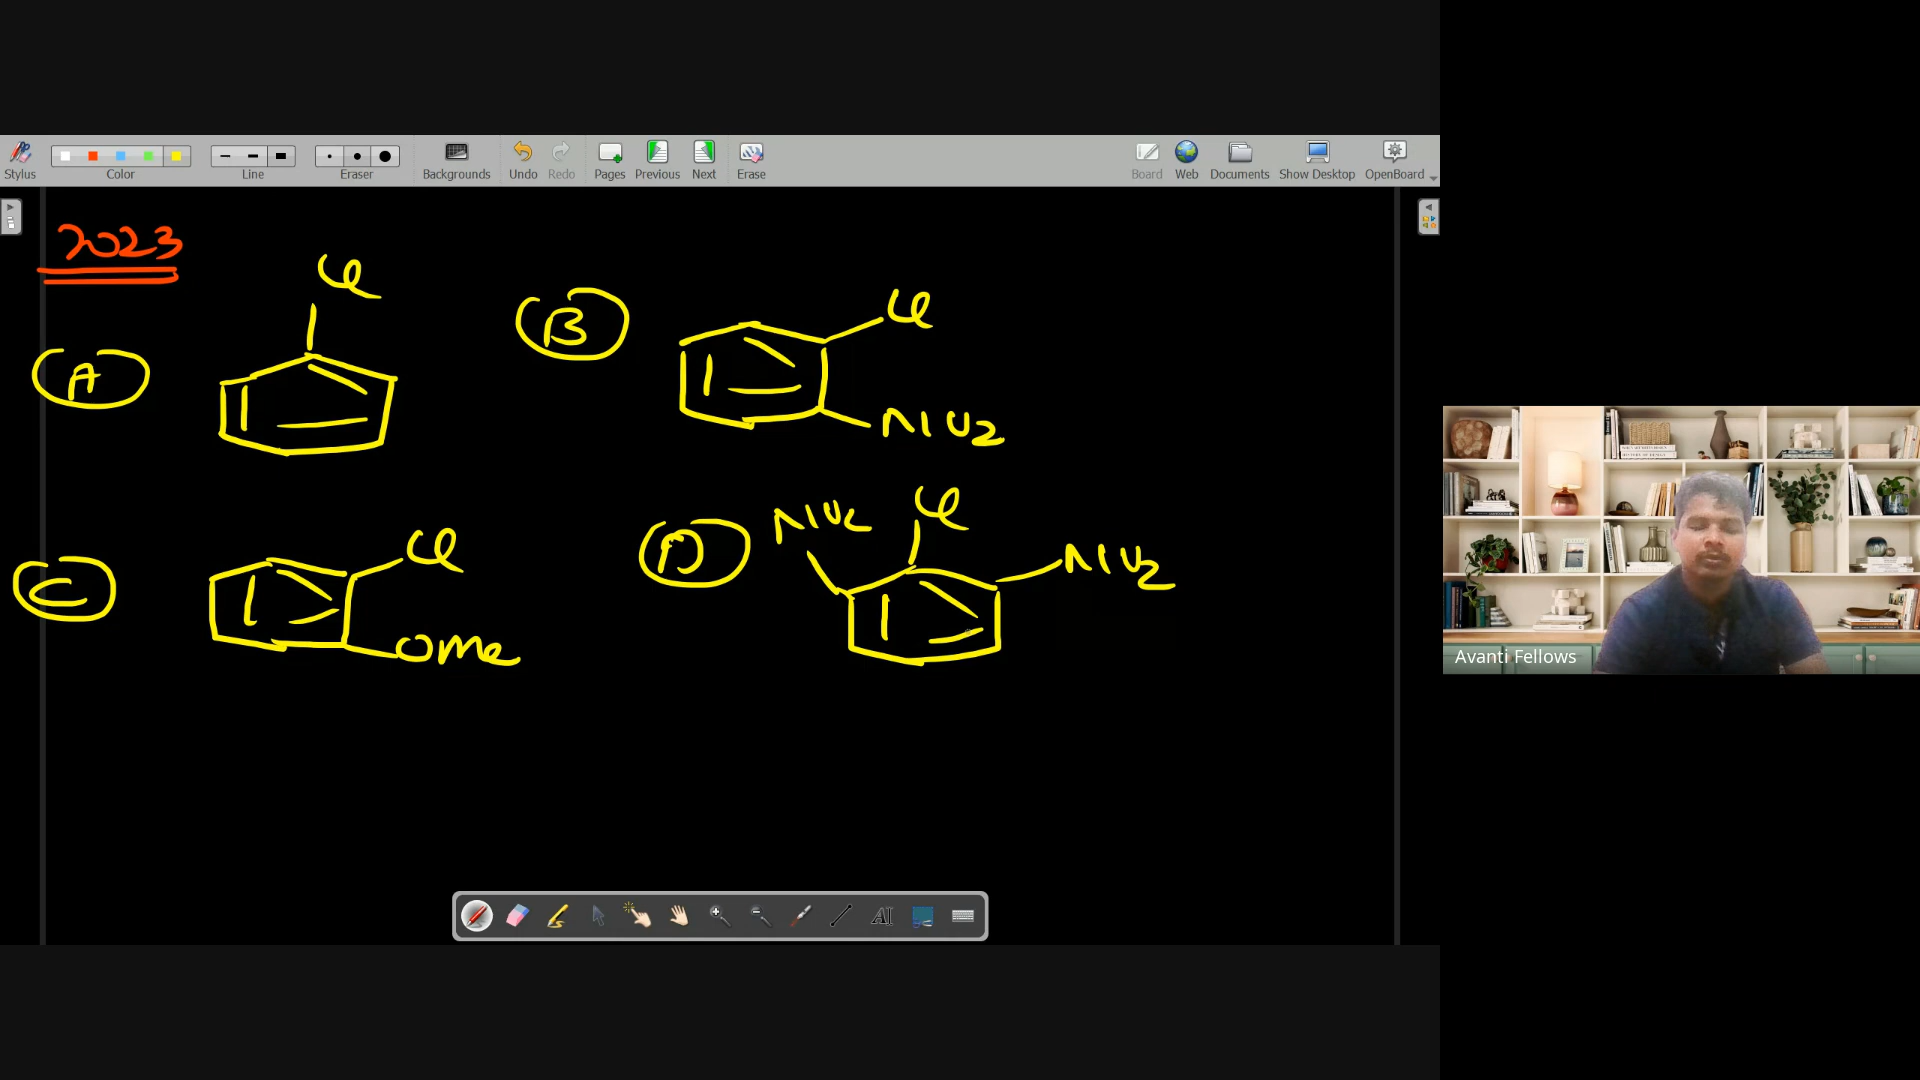 Stylus
Color
Line
Eraser
Backgrounds
Undo
Redo
Pages
Previous
Next
Erase
Board
Web
Documents
Show Desktop
OpenBoard
2023
Cl
A
B
Cl
NO2
C
Cl
OMe
D
NO2
Cl
NO2
Avanti Fellows